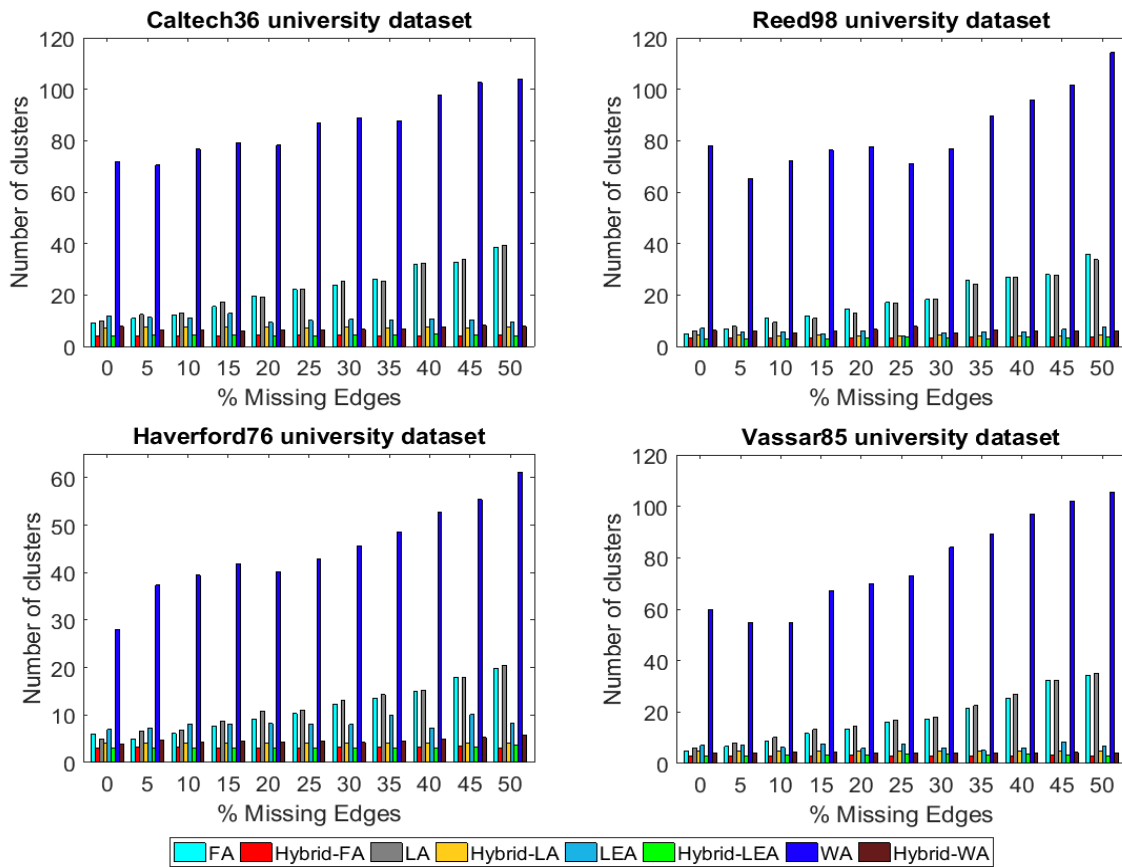 Caltech36 university dataset
120
100
80
60
40
20
0
Number of clusters
0 5 10 15 20 25 30 35 40 45 50
% Missing Edges
Reed98 university dataset
120
100
80
60
40
20
0
Number of clusters
0 5 10 15 20 25 30 35 40 45 50
% Missing Edges
Haverford76 university dataset
60
50
40
30
20
10
0
Number of clusters
0 5 10 15 20 25 30 35 40 45 50
% Missing Edges
Vassar85 university dataset
120
100
80
60
40
20
0
Number of clusters
0 5 10 15 20 25 30 35 40 45 50
% Missing Edges
FA Hybrid-FA LA Hybrid-LA LEA Hybrid-LEA WA Hybrid-WA